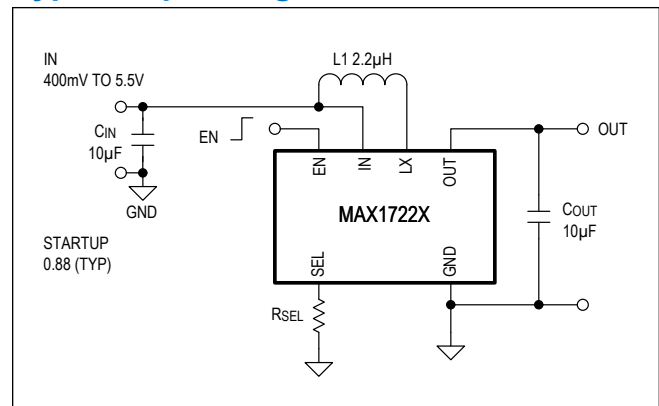 IN
400mV TO 5.5V
L1 2.2µH
CIN
10µF
EN
GND
EN
IN
LX
OUT
OUT
MAX1722X
COUT
10µF
STARTUP
0.88 (TYP)
SEL
GND
RSEL